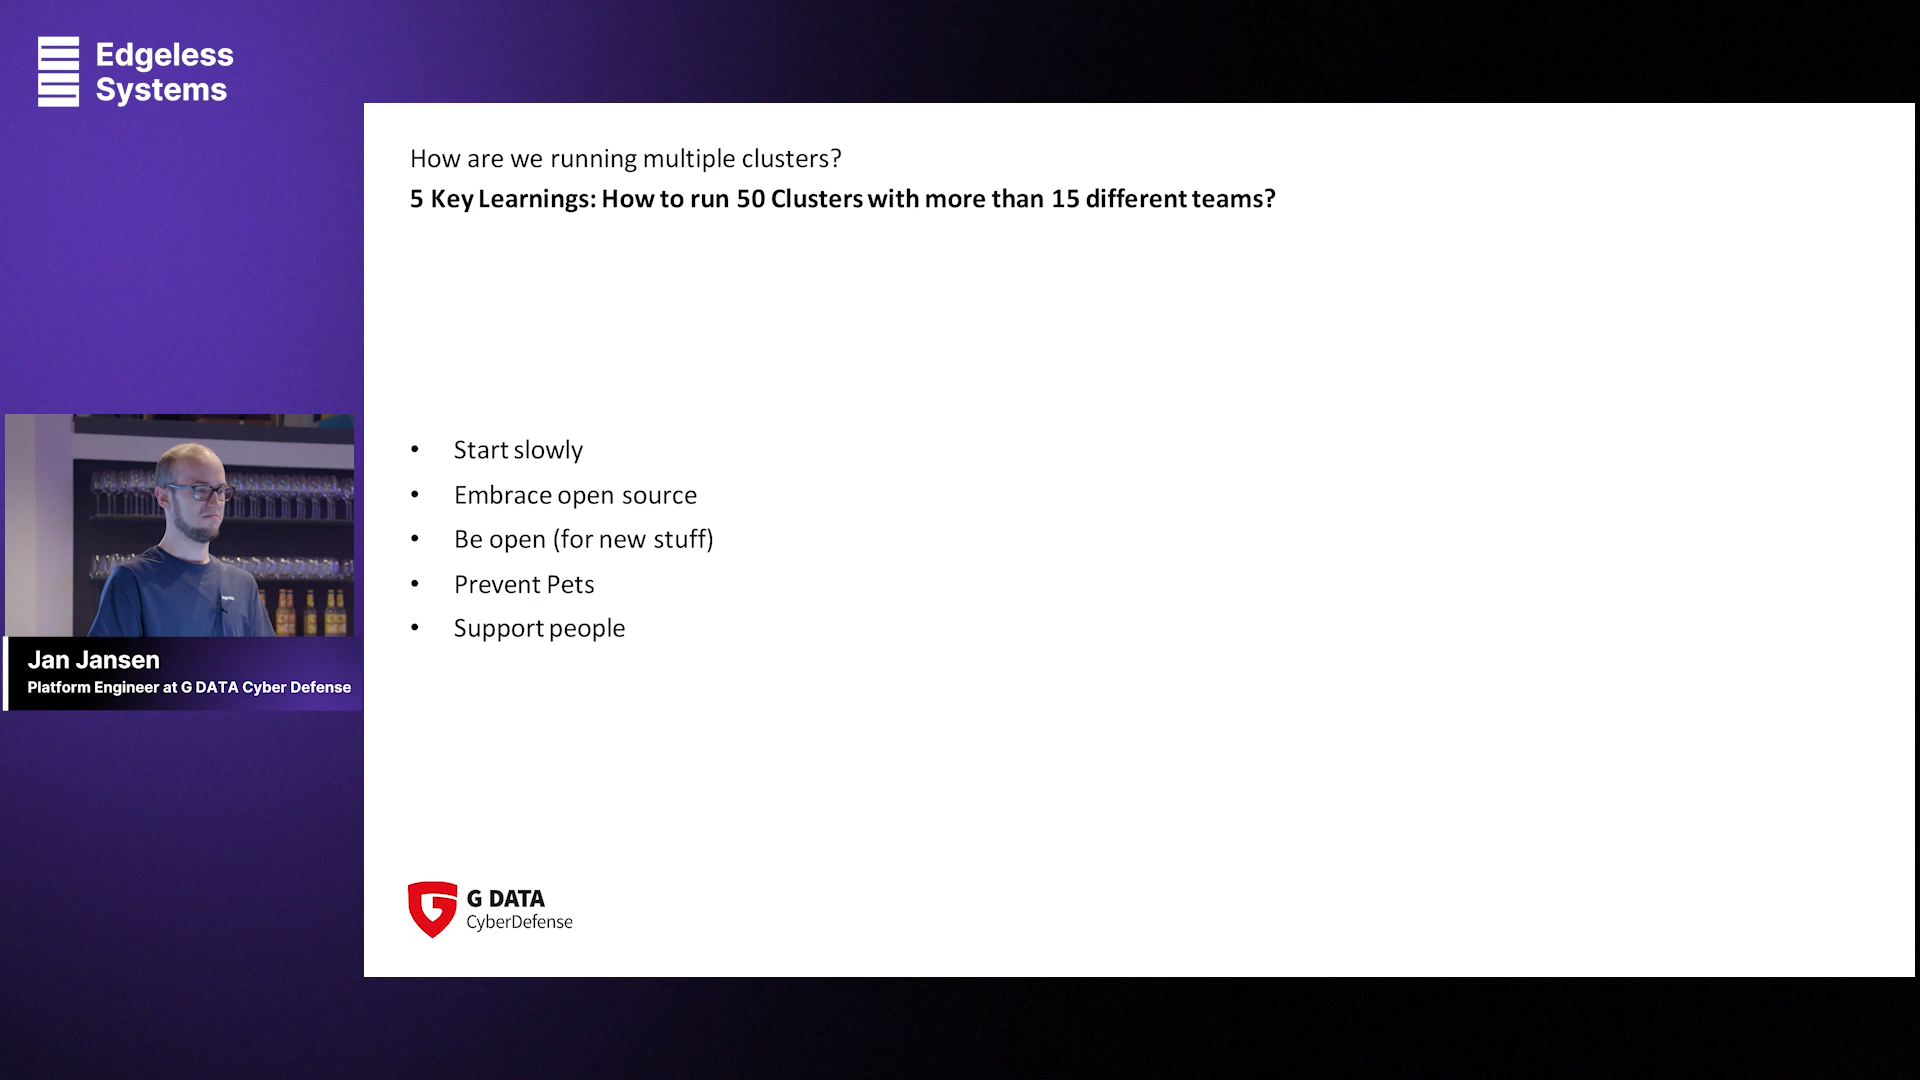 Edgeless
Systems
How are we running multiple clusters?
5 Key Learnings: How to run 50 Clusters with more than 15 different teams?
• Start slowly
• Embrace open source
• Be open (for new stuff)
• Prevent Pets
• Support people
Jan Jansen
Platform Engineer at G DATA Cyber Defense
G DATA
CyberDefense